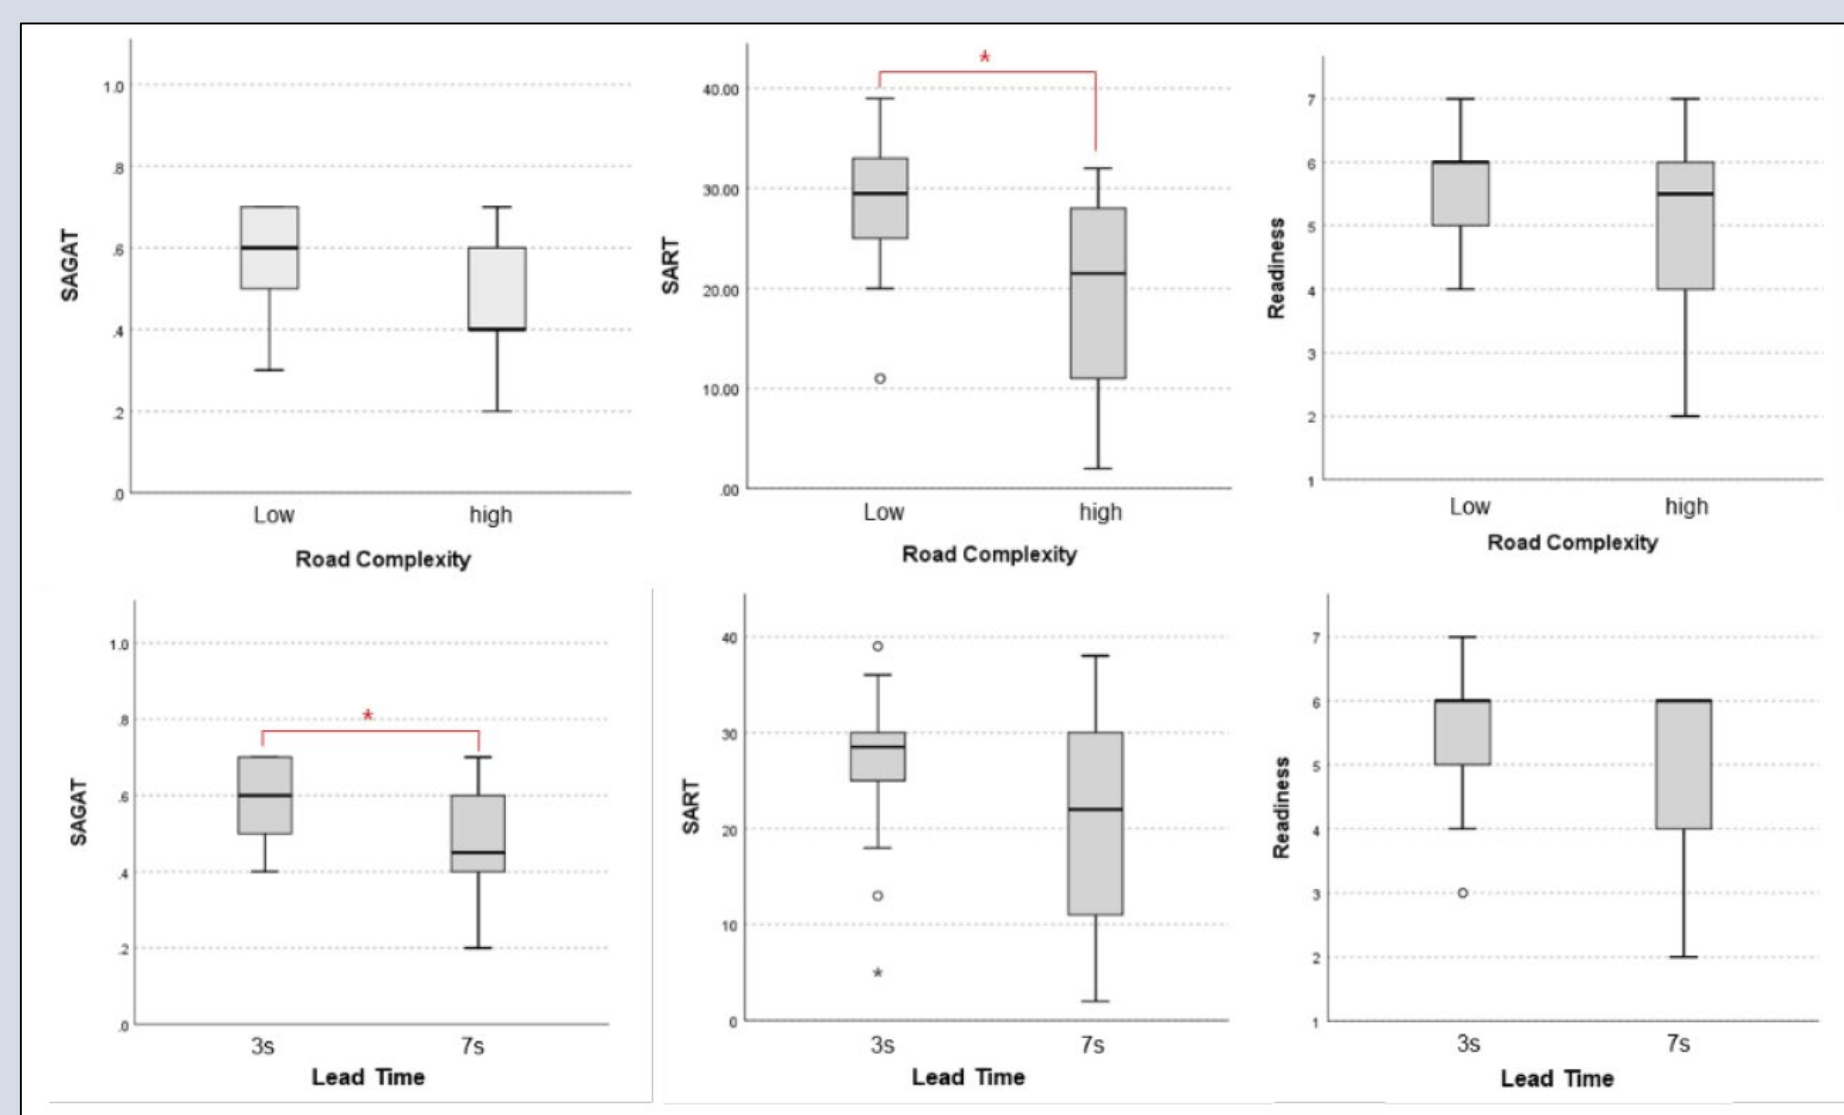 *
1.0
.8
.6
.4
.2
.0
SAGAT
Low
high
Road Complexity
40.00
30.00
20.00
10.00
.00
SART
Low
high
Road Complexity
7
6
5
4
3
2
1
Readiness
Low
high
Road Complexity
*
1.0
.8
.6
.4
.2
.0
SAGAT
3s
7s
Lead Time
40
30
20
10
0
SART
*
3s
7s
Lead Time
7
6
5
4
3
2
1
Readiness
3s
7s
Lead Time